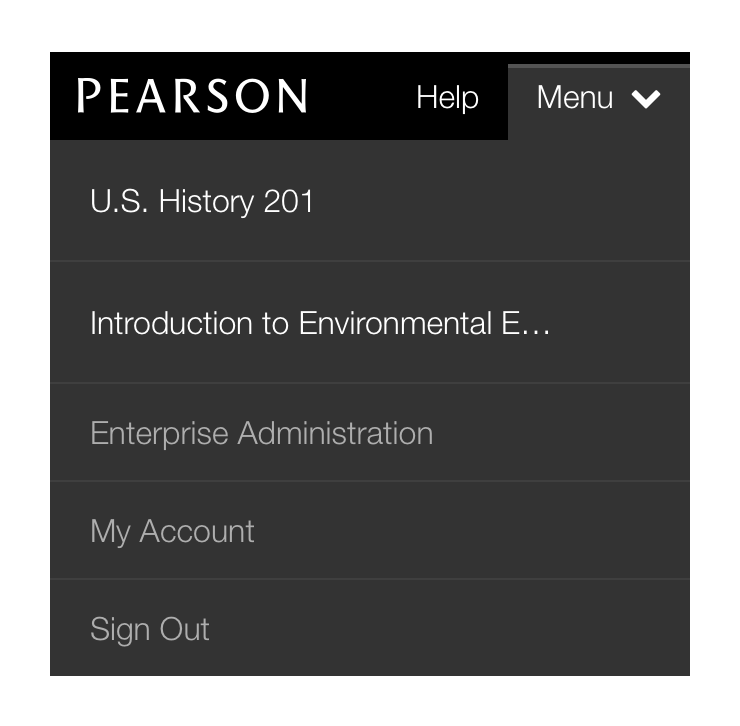 PEARSON Help Menu
U.S. History 201
Introduction to Environmental E...
Enterprise Administration
My Account
Sign Out